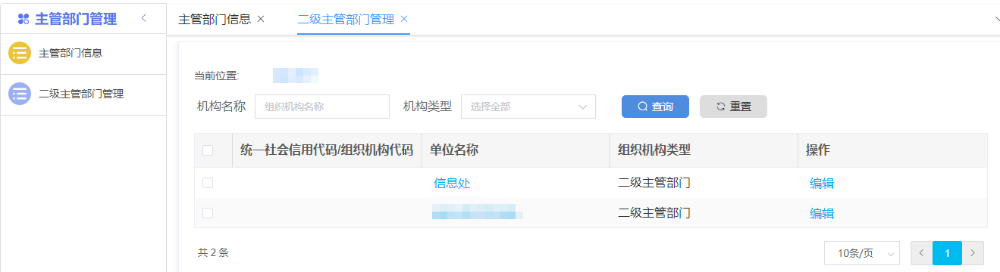 主管部门管理
主管部门信息
二级主管部门管理
主管部门信息 二级主管部门管理
当前位置:
机构名称 组织机构名称 机构类型 选择全部 查询 重置
统一社会信用代码/组织机构代码 单位名称 组织机构类型 操作
信息处 二级主管部门 编辑
二级主管部门 编辑
共 2 条 10条/页 1